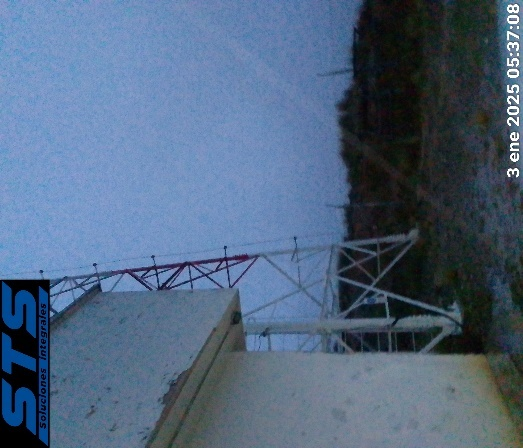 3 ene 2025 05:37:08
STS
Soluciones Integrales